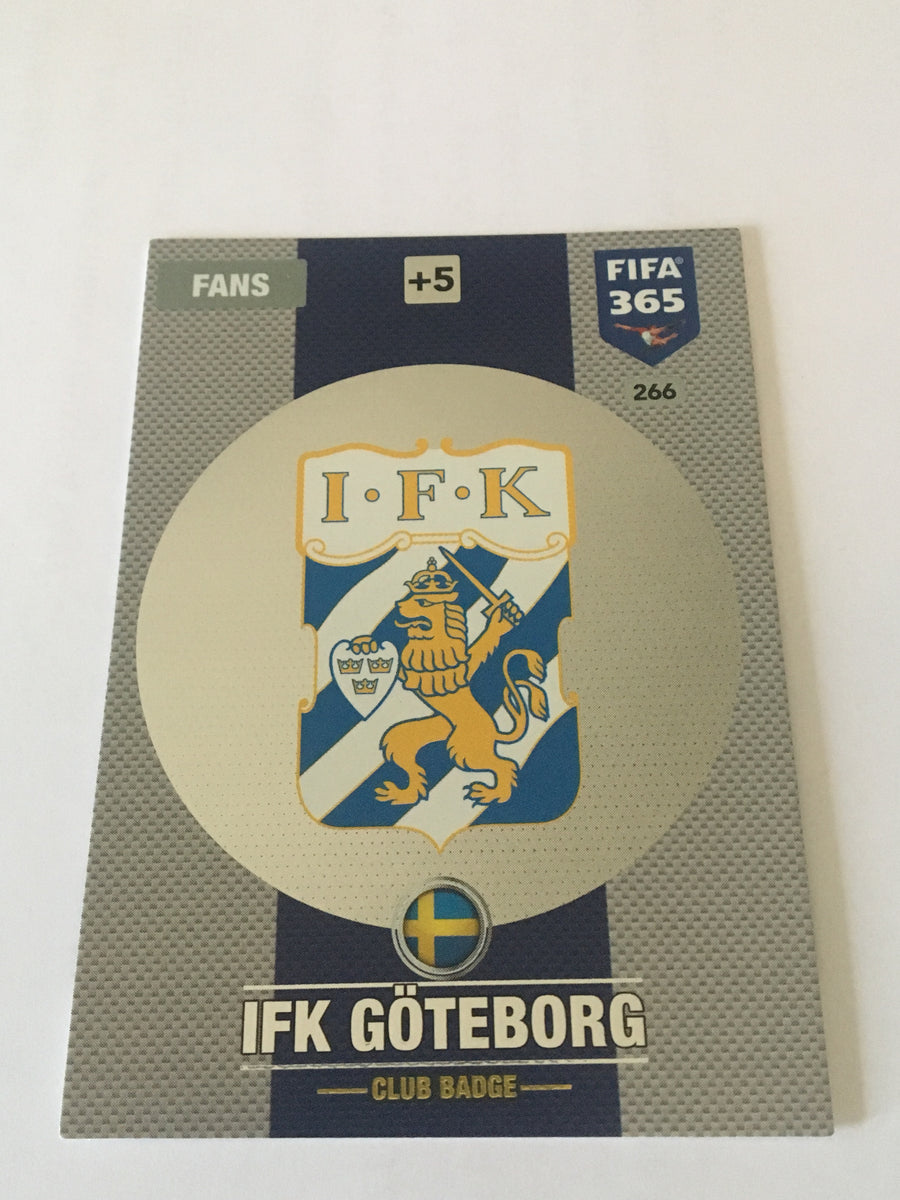 FANS
+5
FIFA®
365
266
I·F·K
IFK GÖTEBORG
CLUB BADGE